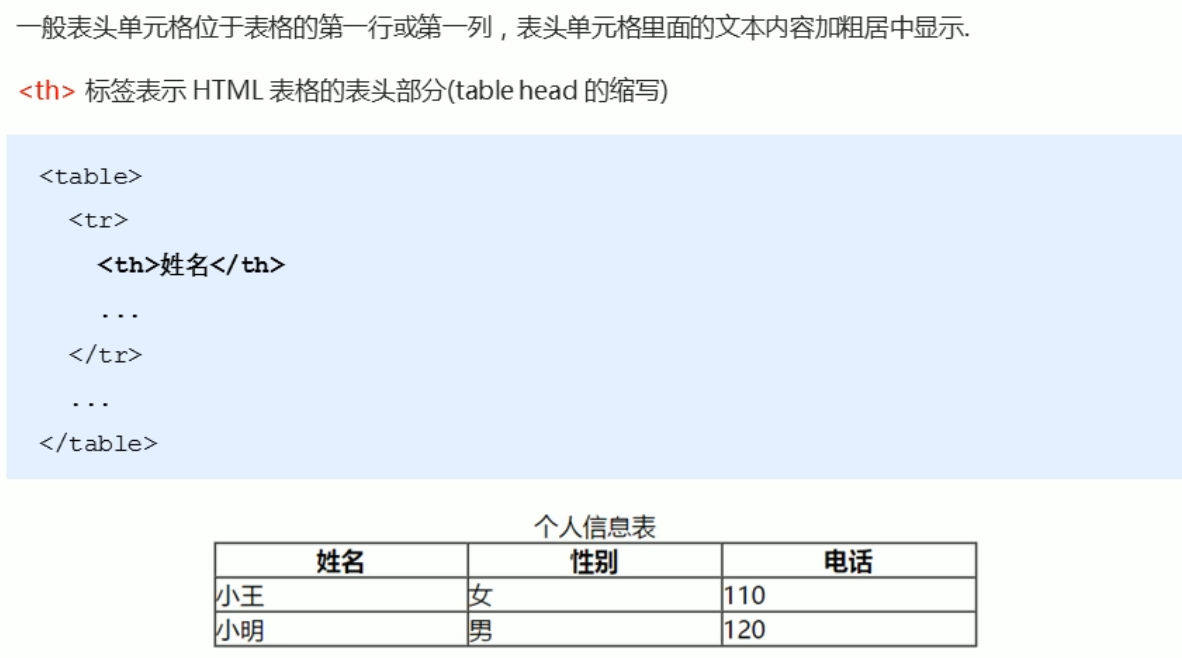 一般表头单元格位于表格的第一行或第一列，表头单元格里面的文本内容加粗居中显示.
<th> 标签表示 HTML 表格的表头部分(table head 的缩写)
<table>
<tr>
<th>姓名</th>
...
</tr>
...
</table>
个人信息表
姓名 性别 电话
小王 女 110
小明 男 120